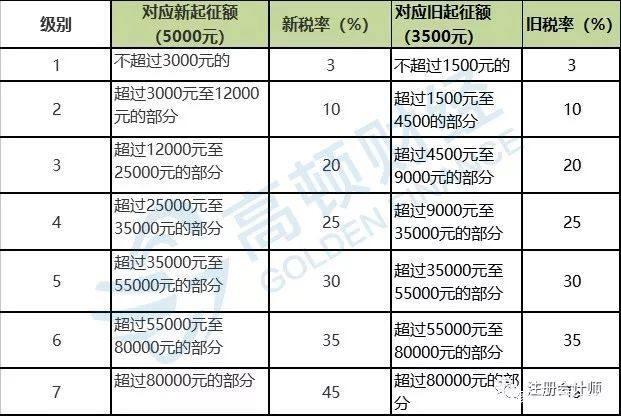 级别
对应新起征额
（5000元）
新税率（%）
对应旧起征额
（3500元）
旧税率（%）
1
不超过3000元的
3
不超过1500元的
3
2
超过3000元至12000
元的部分
10
超过1500元至
4500的部分
10
3
超过12000元至
25000元的部分
20
超过4500元至
9000元的部分
20
4
超过25000元至
35000元的部分
25
超过9000元至
35000元的部分
25
5
超过35000元至
55000元的部分
30
超过35000元至
55000元的部分
30
6
超过55000元至
80000元的部分
35
超过55000元至
80000元的部分
35
7
超过80000元的部分
45
超过80000元的部
分
高顿财经
GOLDEN FINANCE
注册会计师